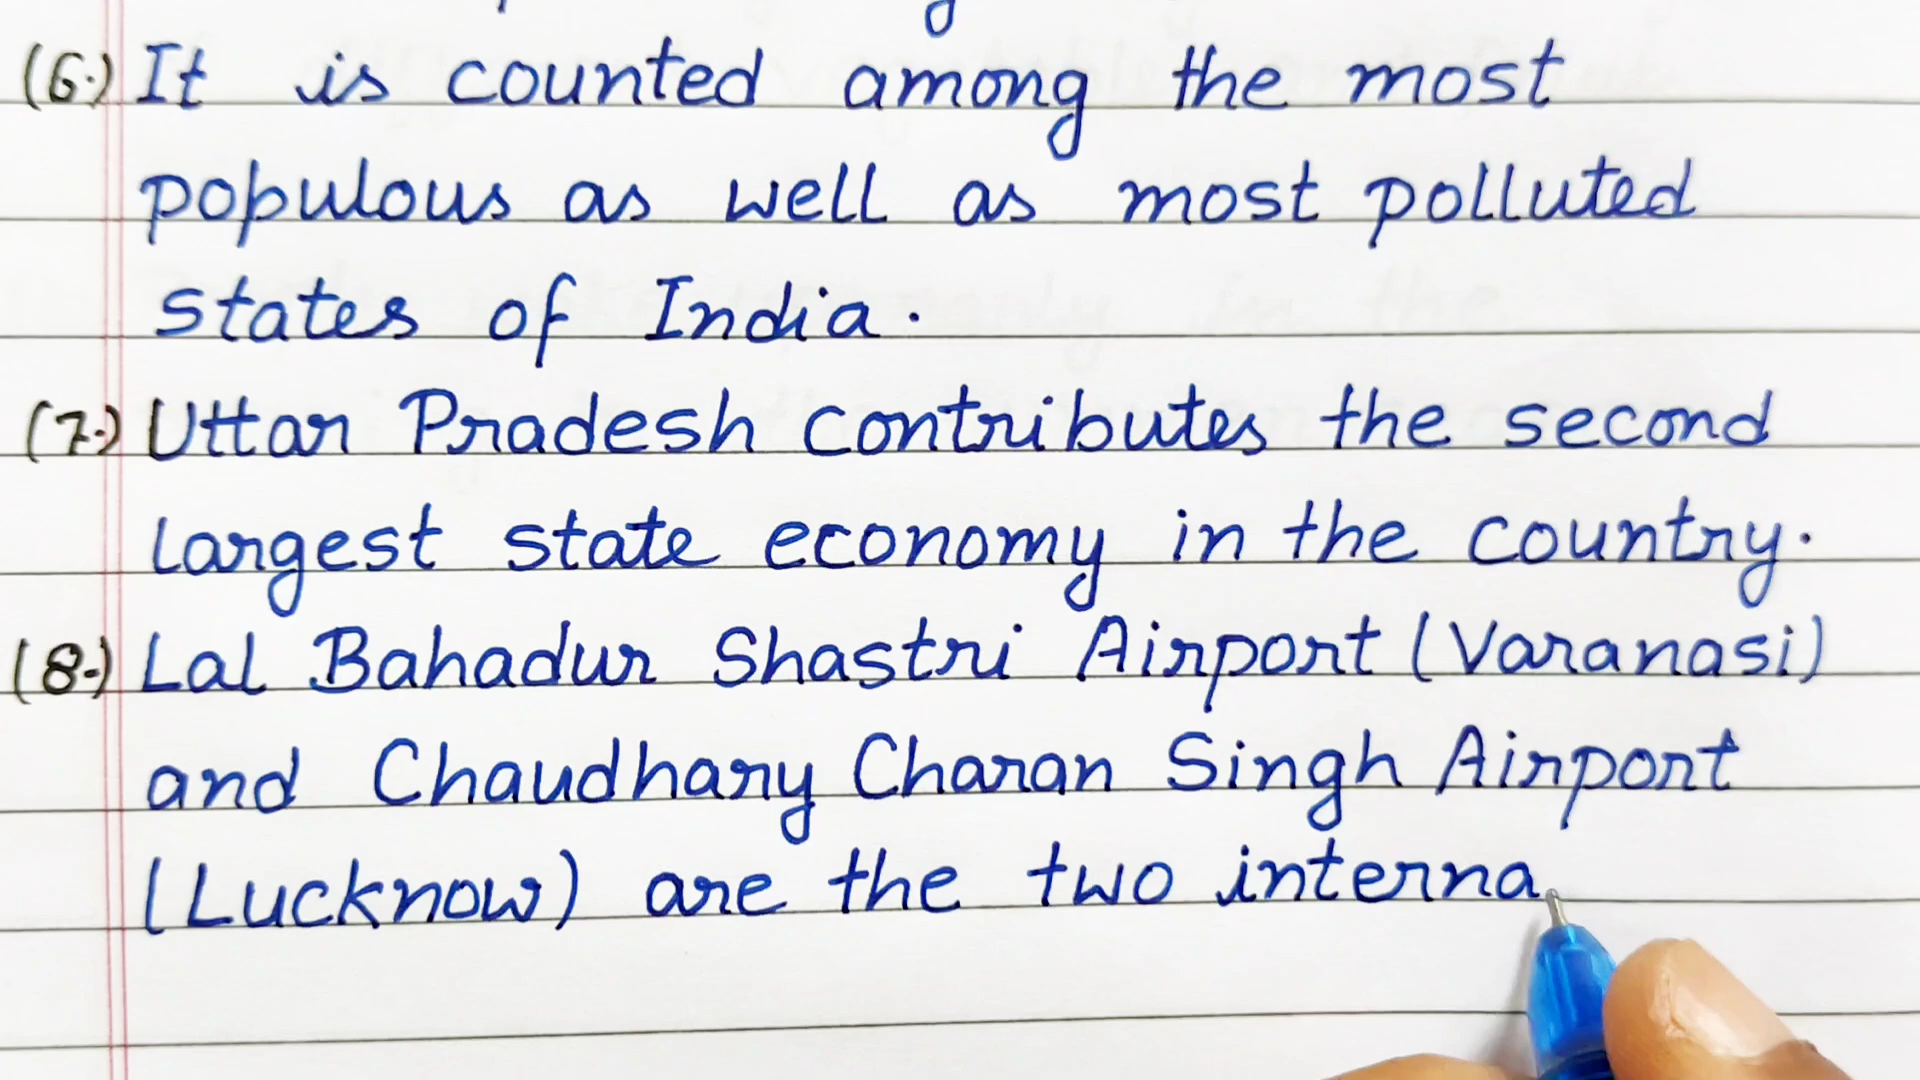 (6.) It is counted among the most
populous as well as most polluted
states of India.
(7.) Uttar Pradesh contributes the second
largest state economy in the country.
(8.) Lal Bahadur Shastri Airport (Varanasi)
and Chaudhary Charan Singh Airport
(Lucknow) are the two interna